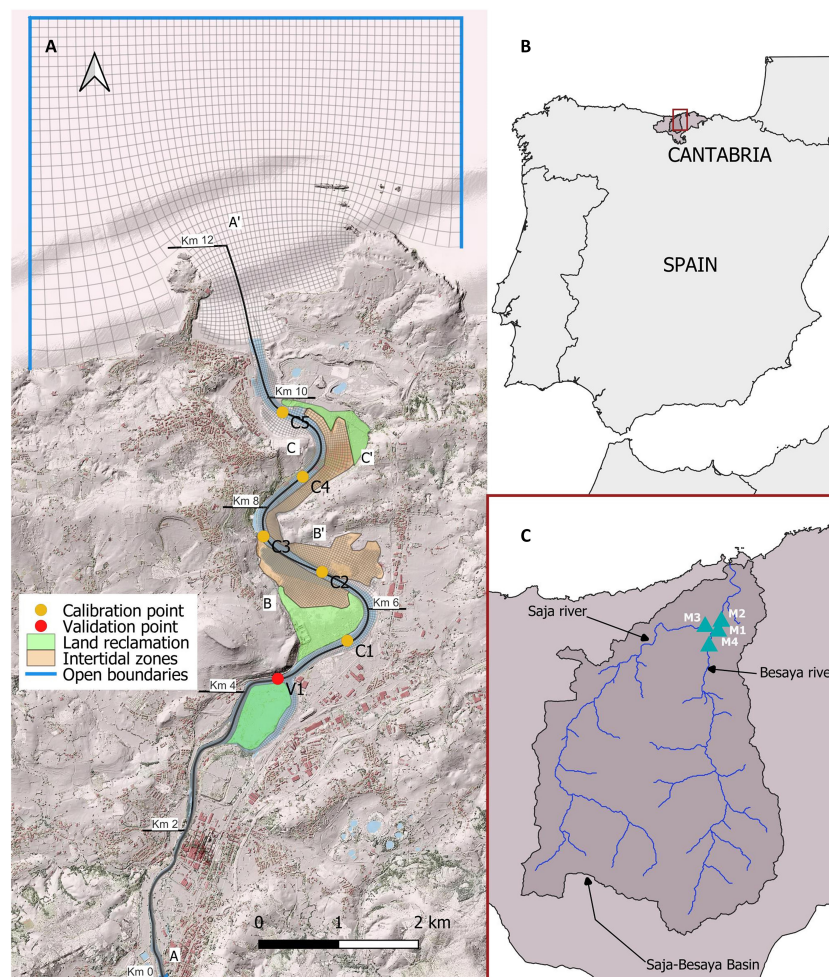 A
A'
Km 12
Km 10
C5
C
C'
C4
Km 8
B'
C3
C2
B
Km 6
C1
Calibration point
Validation point
Land reclamation
Intertidal zones
Open boundaries
Km 4
V1
Km 2
A
Km 0
0 1 2 km
B
CANTABRIA
SPAIN
C
Saja river
M3
M2
M1
M4
Besaya rive
Saja-Besaya Basin